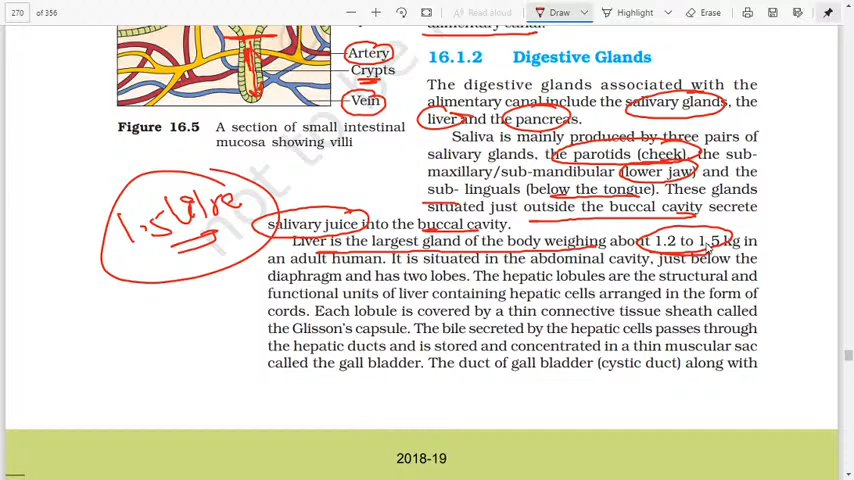 270 of 356
Read aloud
Draw
Highlight
Erase
alimentary canal.
Artery
Crypts
Vein
Figure 16.5 A section of small intestinal
mucosa showing villi
not to be
1.5 litre
16.1.2 Digestive Glands
The digestive glands associated with the
alimentary canal include the salivary glands, the
liver and the pancreas.
Saliva is mainly produced by three pairs of
salivary glands, the parotids (cheek), the sub-
maxillary/sub-mandibular (lower jaw) and the
sub-linguals (below the tongue). These glands
situated just outside the buccal cavity secrete
salivary juice into the buccal cavity.
Liver is the largest gland of the body weighing about 1.2 to 1.5 kg in
an adult human. It is situated in the abdominal cavity, just below the
diaphragm and has two lobes. The hepatic lobules are the structural and
functional units of liver containing hepatic cells arranged in the form of
cords. Each lobule is covered by a thin connective tissue sheath called
the Glisson's capsule. The bile secreted by the hepatic cells passes through
the hepatic ducts and is stored and concentrated in a thin muscular sac
called the gall bladder. The duct of gall bladder (cystic duct) along with
2018-19